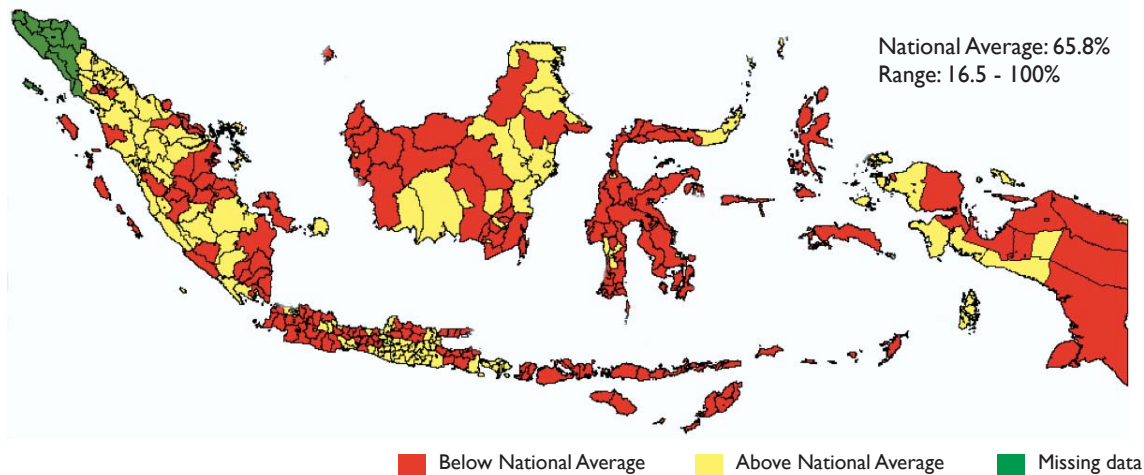 National Average: 65.8%
Range: 16.5 - 100%
Below National Average
Above National Average
Missing data